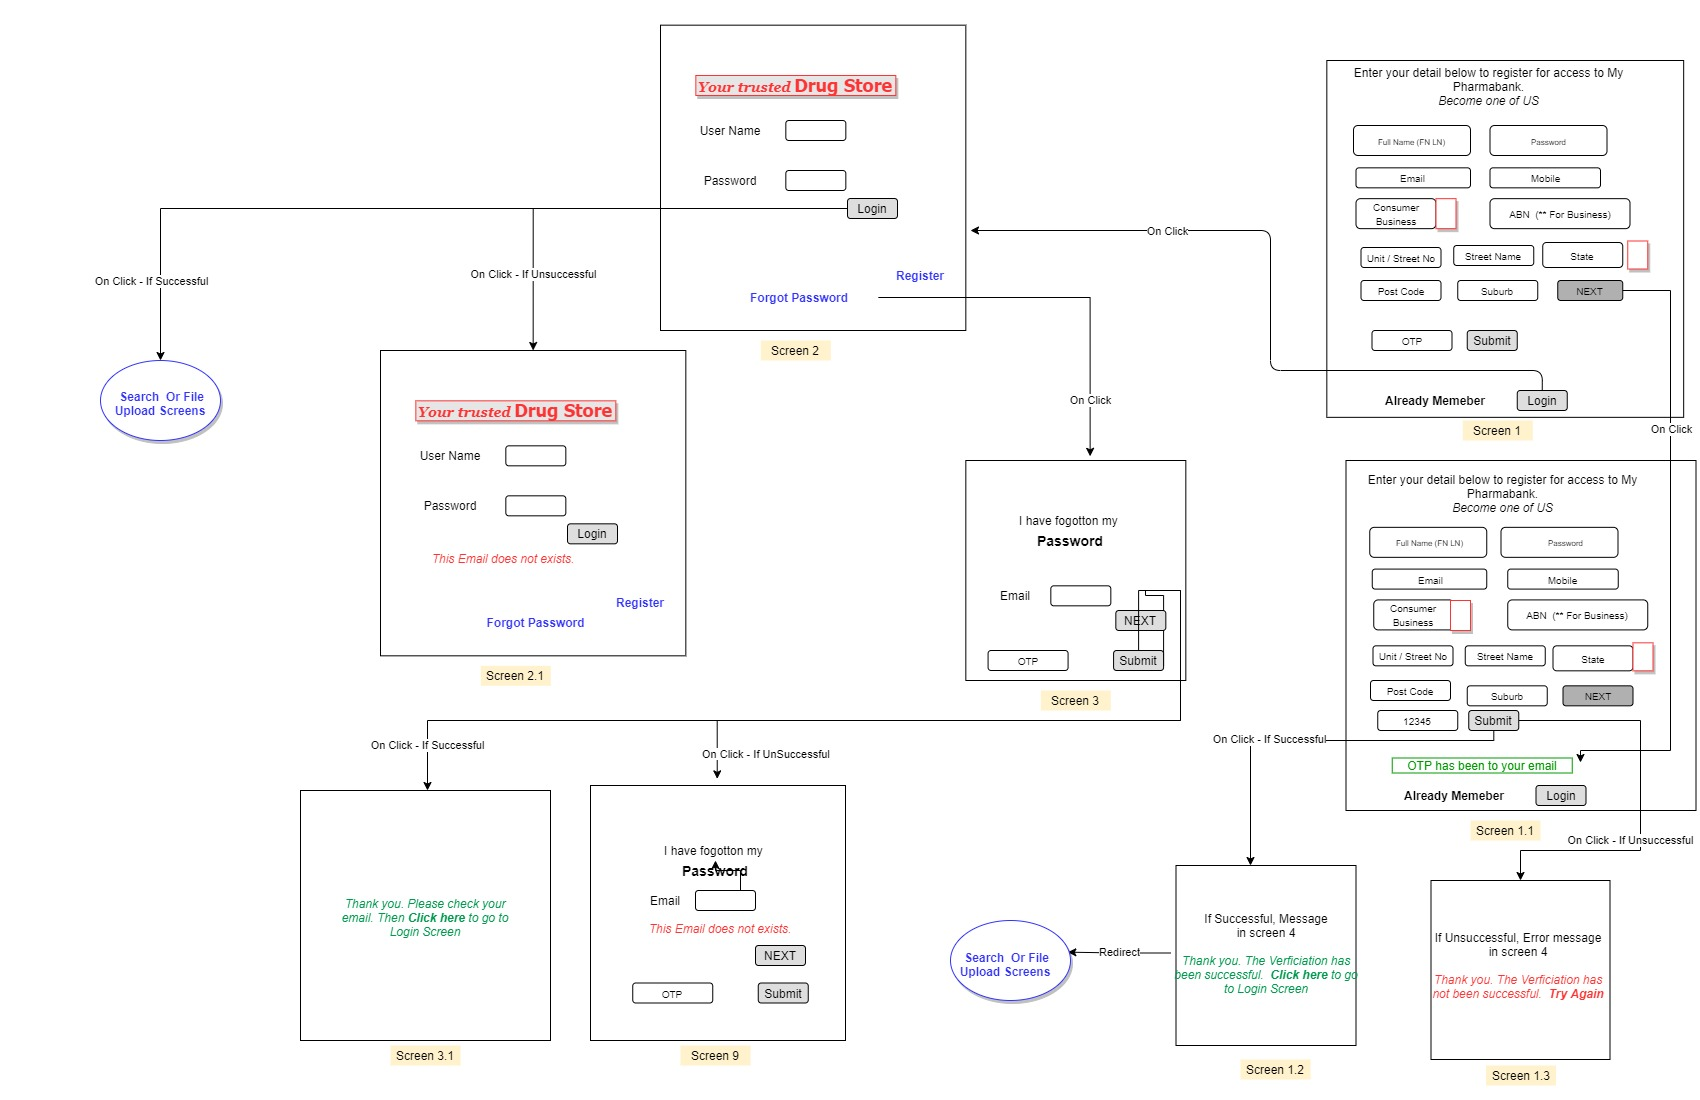 Your trusted Drug Store
User Name
Password
Login
Register
Forgot Password
Screen 2
On Click - If Successful
On Click - If Unsuccessful
Search Or File
Upload Screens
Your trusted Drug Store
User Name
Password
Login
This Email does not exists.
Register
Forgot Password
Screen 2.1
On Click
On Click
Enter your detail below to register for access to My
Pharmabank.
Become one of US
Full Name (FN LN)
Password
Email
Mobile
Consumer
Business
ABN (** For Business)
Unit / Street No
Street Name
State
Post Code
Suburb
NEXT
OTP
Submit
Already Memeber
Login
Screen 1
On Click
I have fogotton my
Password
Email
NEXT
OTP
Submit
Screen 3
Enter your detail below to register for access to My
Pharmabank.
Become one of US
Full Name (FN LN)
Password
Email
Mobile
Consumer
Business
ABN (** For Business)
Unit / Street No
Street Name
State
Post Code
Suburb
NEXT
12345
Submit
OTP has been to your email
Already Memeber
Login
Screen 1.1
On Click - If Successful
On Click - If UnSuccessful
On Click - If Successful
On Click - If Unsuccessful
Thank you. Please check your
email. Then Click here to go to
Login Screen
Screen 3.1
I have fogotton my
Password
Email
This Email does not exists.
NEXT
OTP
Submit
Screen 9
Search Or File
Upload Screens
Redirect
If Successful, Message
in screen 4
Thank you. The Verficiation has
been successful. Click here to go
to Login Screen
Screen 1.2
If Unsuccessful, Error message
in screen 4
Thank you. The Verficiation has
not been successful. Try Again
Screen 1.3